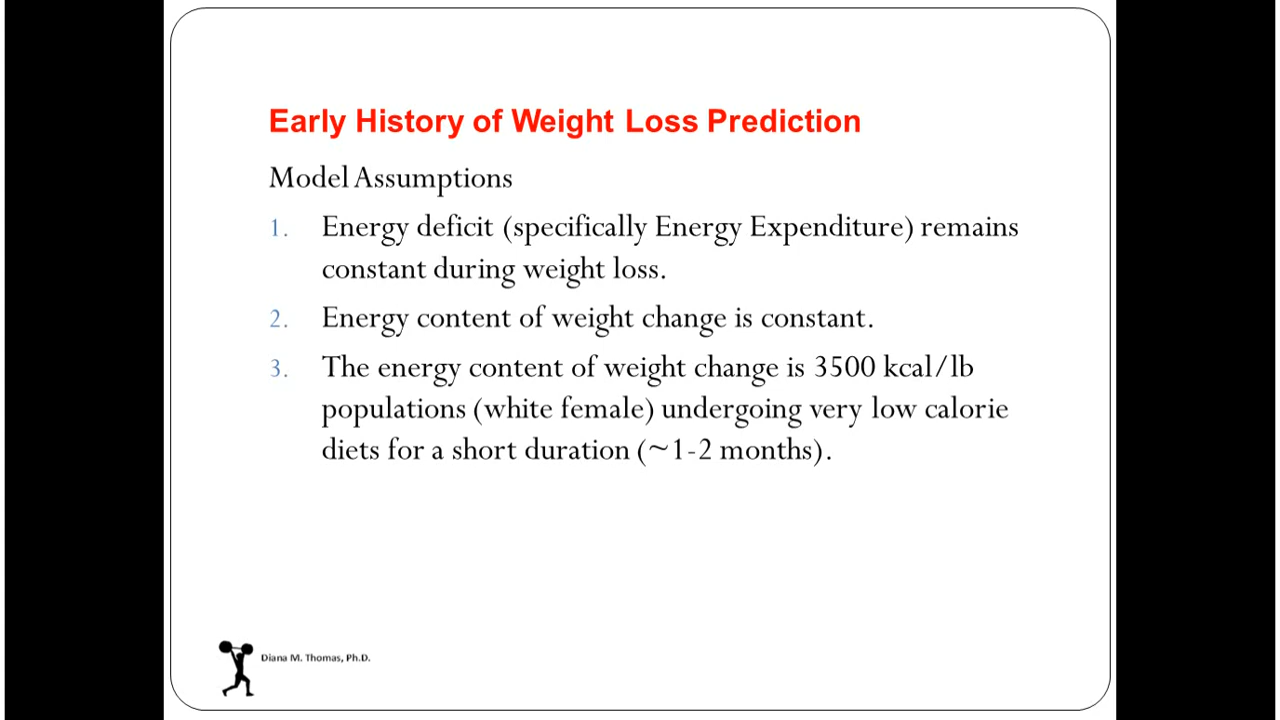 Early History of Weight Loss Prediction
Model Assumptions
1. Energy deficit (specifically Energy Expenditure) remains
constant during weight loss.
2. Energy content of weight change is constant.
3. The energy content of weight change is 3500 kcal/lb
populations (white female) undergoing very low calorie
diets for a short duration (~1-2 months).
Diana M. Thomas, Ph.D.